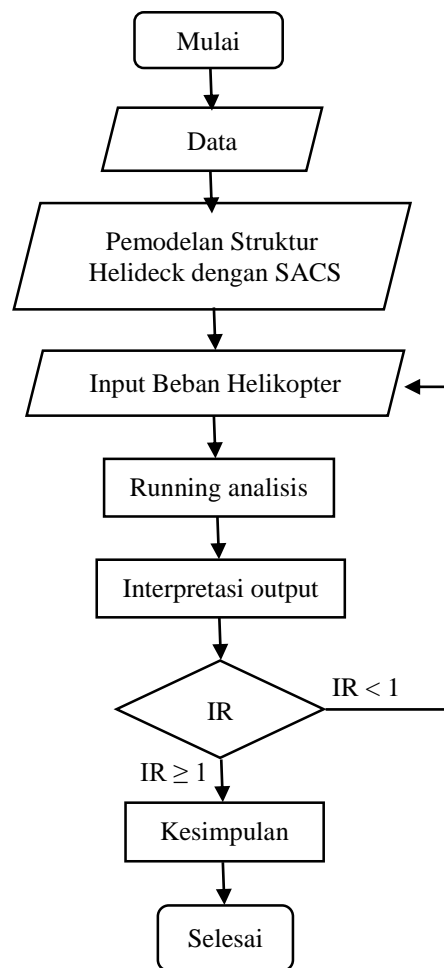 Mulai
Data
Pemodelan Struktur
Helideck dengan SACS
Input Beban Helikopter
Running analisis
Interpretasi output
IR
IR < 1
IR ≥ 1
Kesimpulan
Selesai